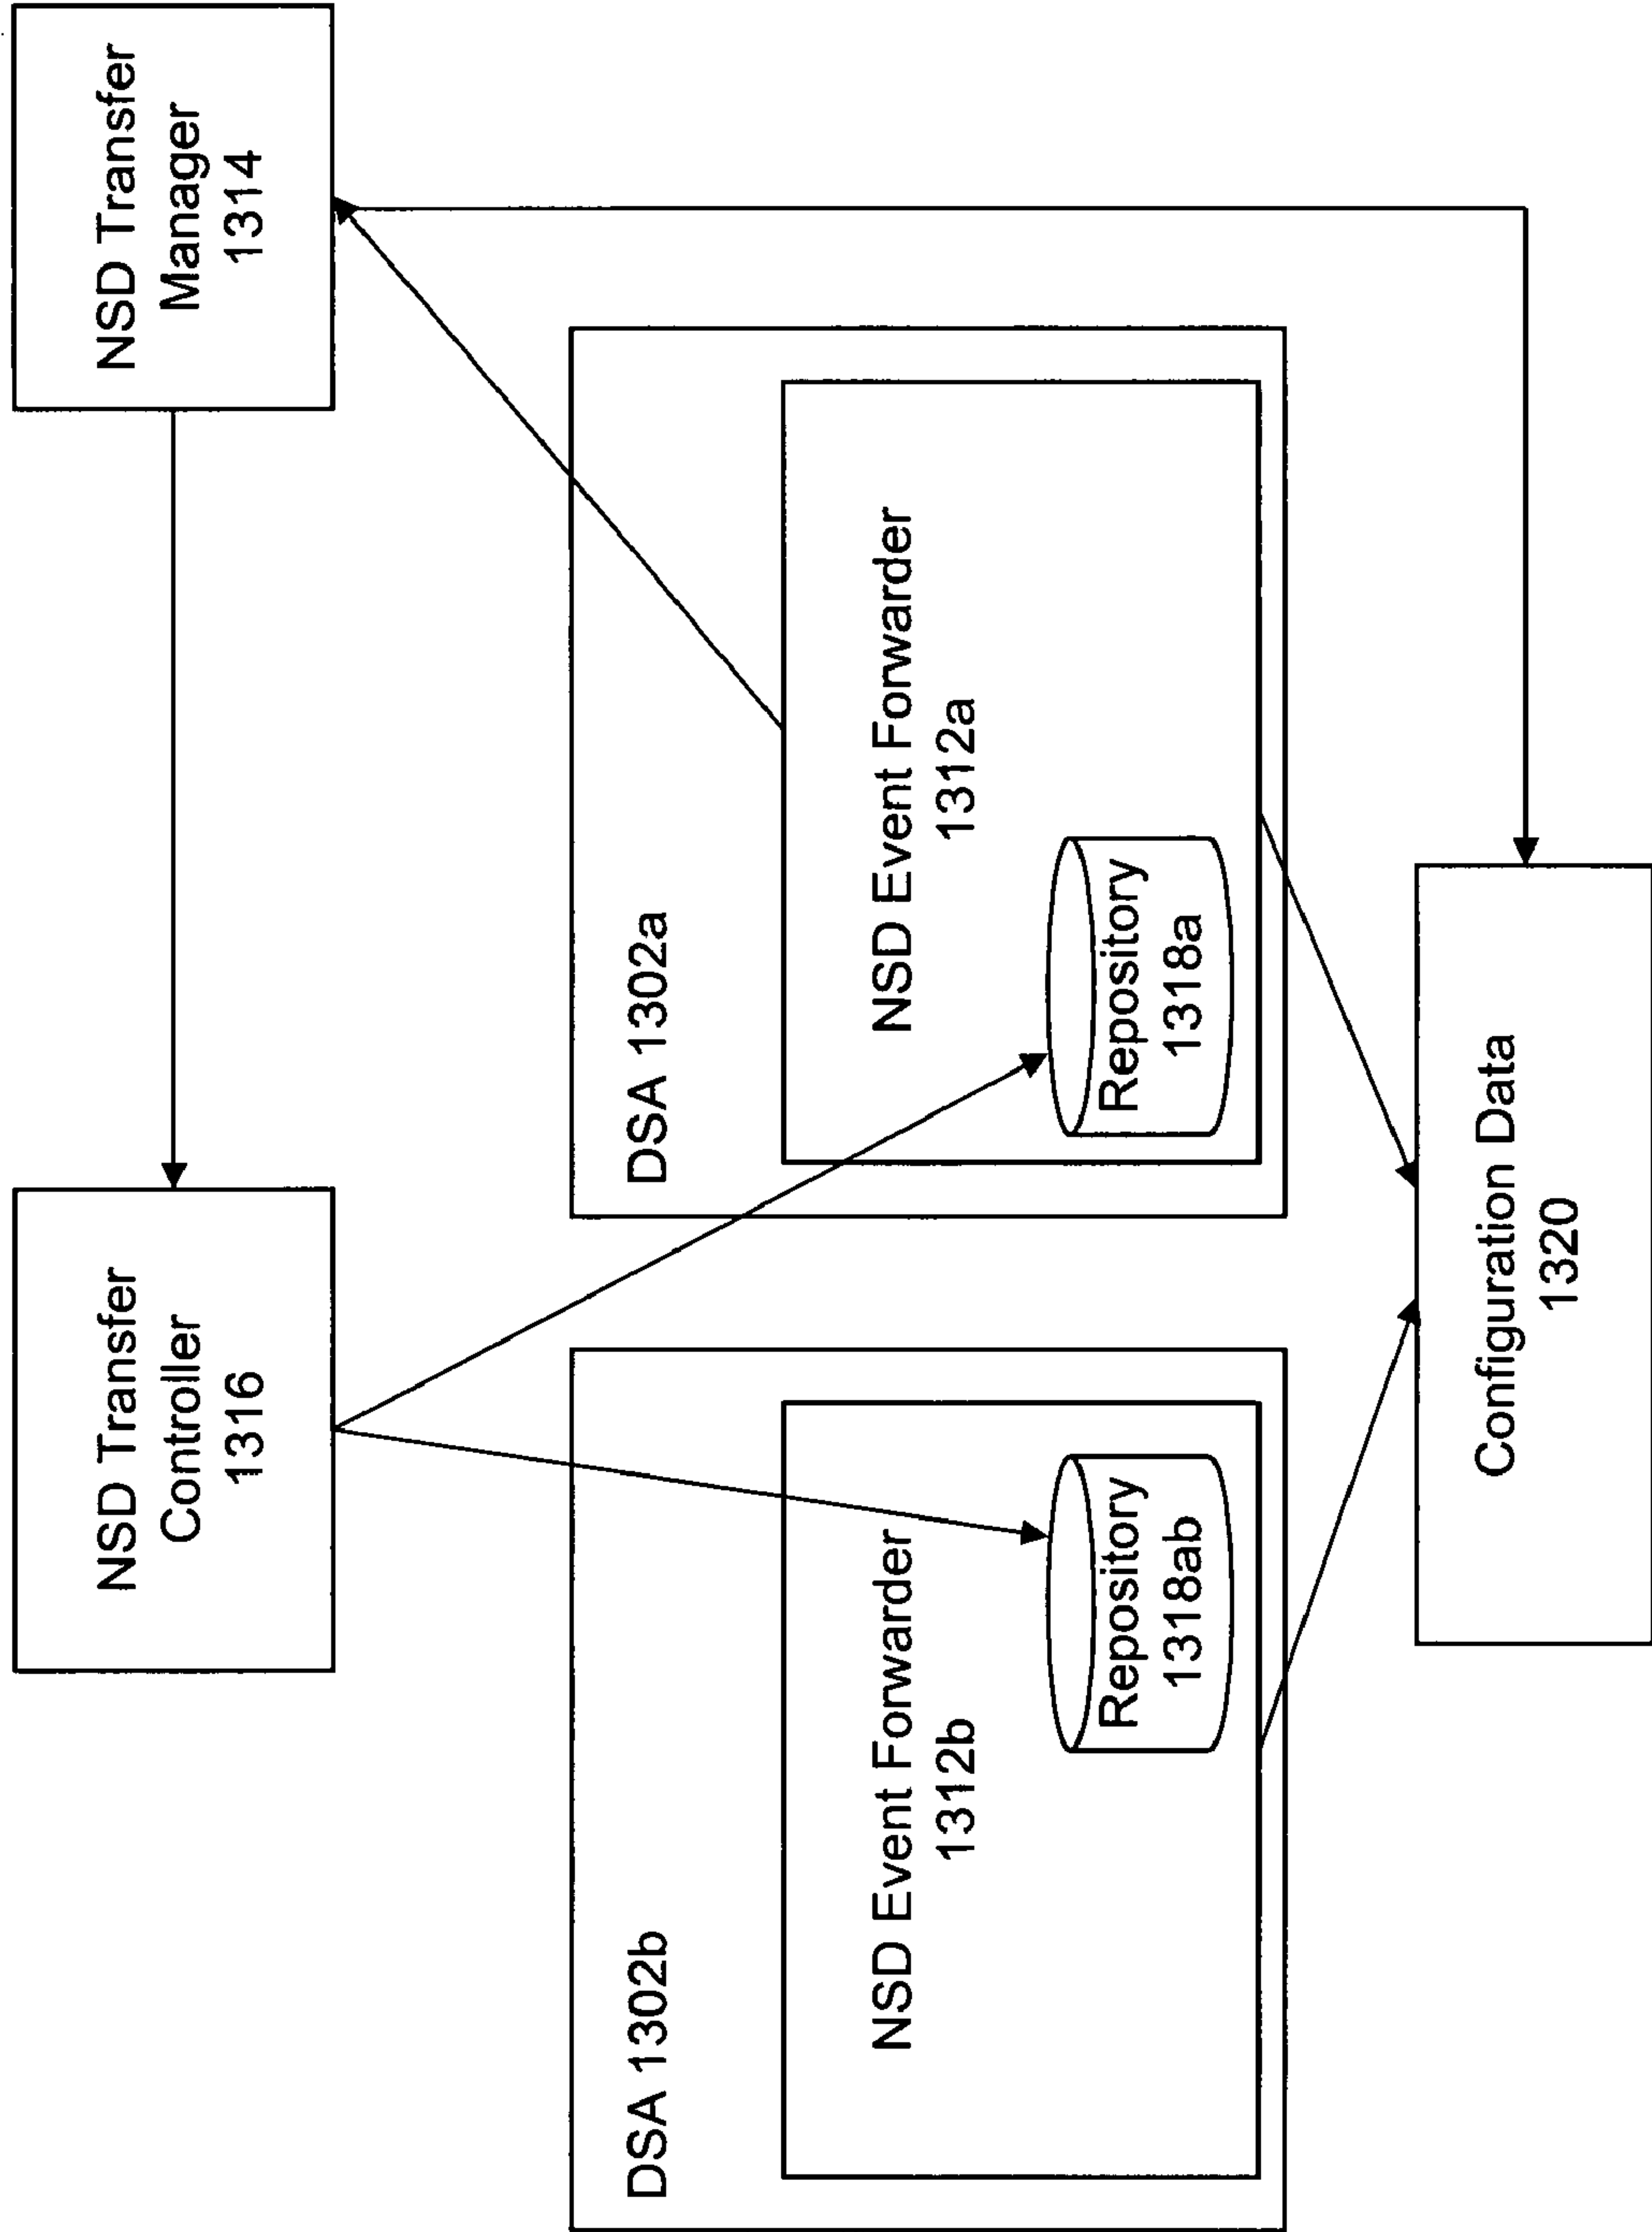 NSD Transfer
Controller
1316
NSD Transfer
Manager
1314
DSA 1302b
NSD Event Forwarder
1312b
Repository
1318ab
DSA 1302a
NSD Event Forwarder
1312a
Repository
1318a
Configuration Data
1320